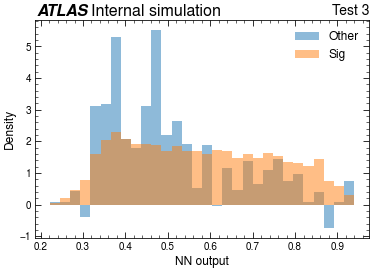 ATLAS Internal simulation
Test 3
Other
Sig
Density
5
4
3
2
1
0
−1
0.2 0.3 0.4 0.5 0.6 0.7 0.8 0.9
NN output